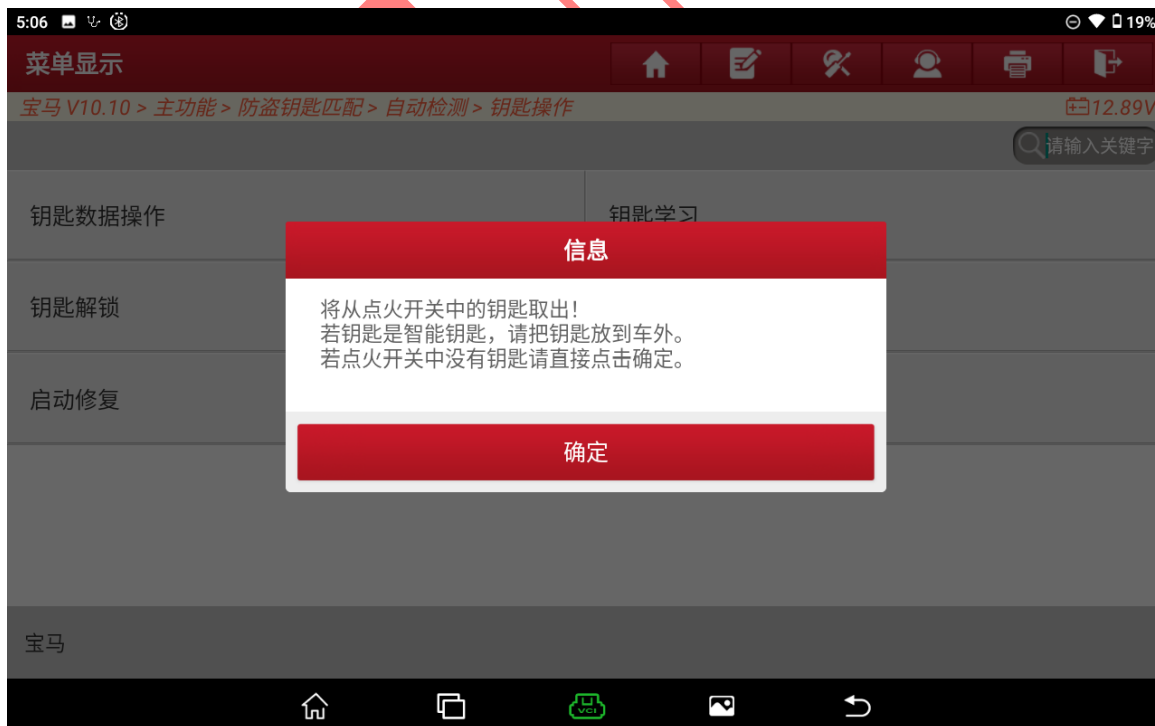 5:06
19%
菜单显示
宝马 V10.10 > 主功能 > 防盗钥匙匹配 > 自动检测 > 钥匙操作
12.89V
请输入关键字
钥匙数据操作
钥匙学习
信息
钥匙解锁
将从点火开关中的钥匙取出!
若钥匙是智能钥匙，请把钥匙放到车外。
若点火开关中没有钥匙请直接点击确定。
启动修复
确定
宝马
VCI